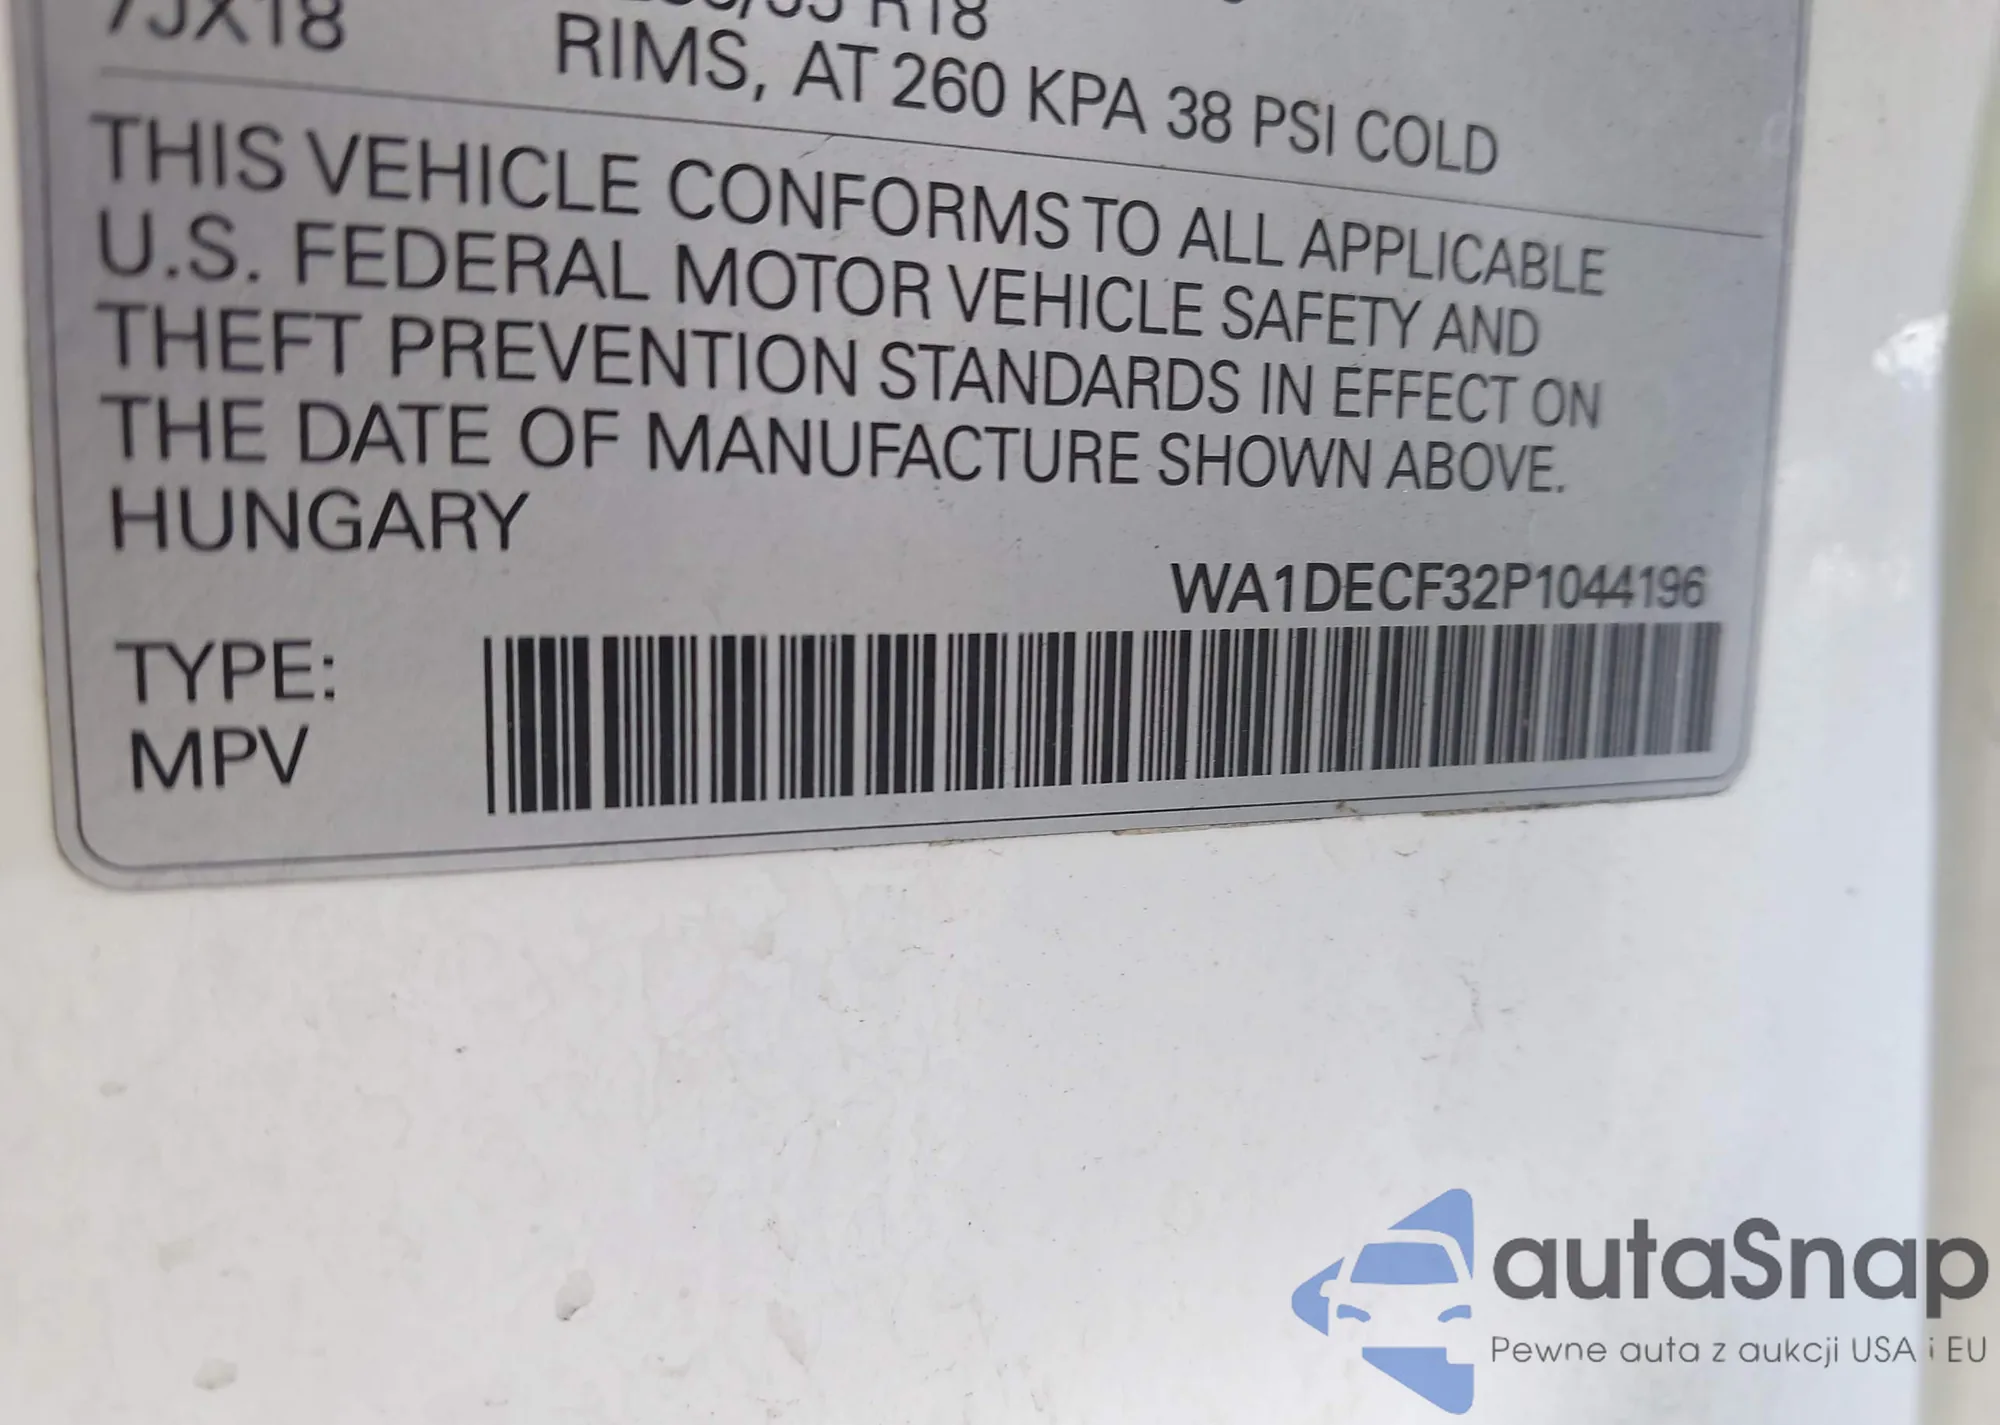 7JX18
R18
RIMS, AT 260 KPA 38 PSI COLD
THIS VEHICLE CONFORMS TO ALL APPLICABLE
U.S. FEDERAL MOTOR VEHICLE SAFETY AND
THEFT PREVENTION STANDARDS IN EFFECT ON
THE DATE OF MANUFACTURE SHOWN ABOVE.
HUNGARY
WA1DECF32P1044196
TYPE:
MPV
autaSnap
Pewne auta z aukcji USA i EU